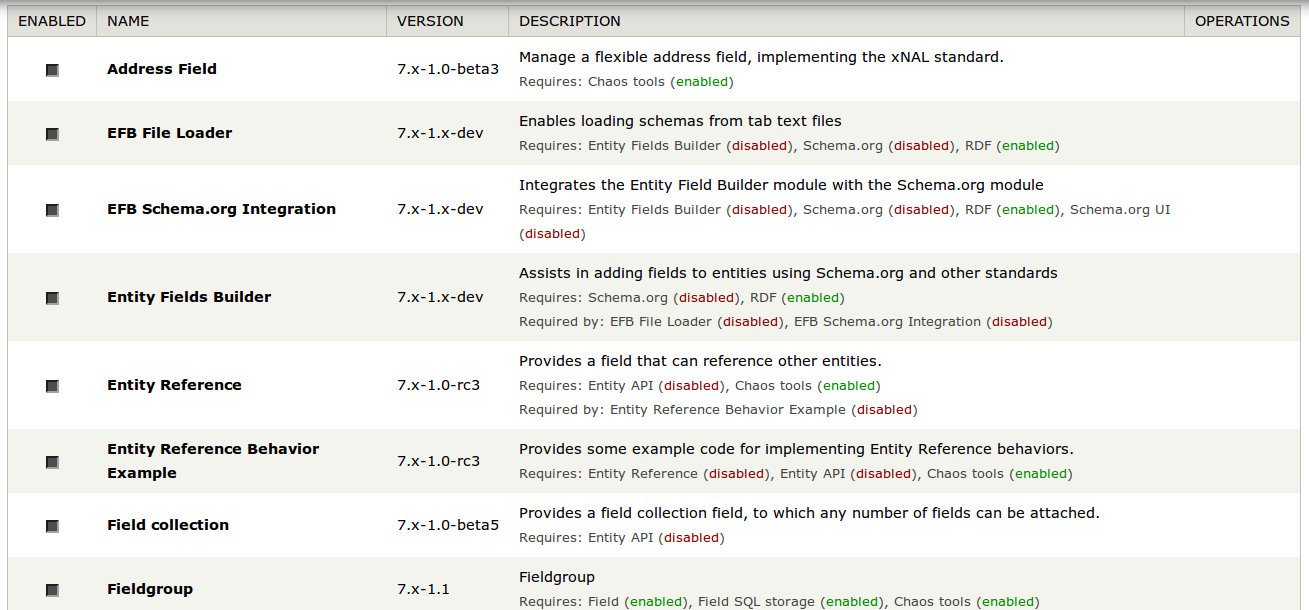 ENABLED NAME VERSION DESCRIPTION OPERATIONS
Address Field 7.x-1.0-beta3 Manage a flexible address field, implementing the xNAL standard.
Requires: Chaos tools (enabled)
EFB File Loader 7.x-1.x-dev Enables loading schemas from tab text files
Requires: Entity Fields Builder (disabled), Schema.org (disabled), RDF (enabled)
EFB Schema.org Integration 7.x-1.x-dev Integrates the Entity Field Builder module with the Schema.org module
Requires: Entity Fields Builder (disabled), Schema.org (disabled), RDF (enabled), Schema.org UI
(disabled)
Entity Fields Builder 7.x-1.x-dev Assists in adding fields to entities using Schema.org and other standards
Requires: Schema.org (disabled), RDF (enabled)
Required by: EFB File Loader (disabled), EFB Schema.org Integration (disabled)
Entity Reference 7.x-1.0-rc3 Provides a field that can reference other entities.
Requires: Entity API (disabled), Chaos tools (enabled)
Required by: Entity Reference Behavior Example (disabled)
Entity Reference Behavior
Example 7.x-1.0-rc3 Provides some example code for implementing Entity Reference behaviors.
Requires: Entity Reference (disabled), Entity API (disabled), Chaos tools (enabled)
Field collection 7.x-1.0-beta5 Provides a field collection field, to which any number of fields can be attached.
Requires: Entity API (disabled)
Fieldgroup 7.x-1.1 Fieldgroup
Requires: Field (enabled), Field SQL storage (enabled), Chaos tools (enabled)